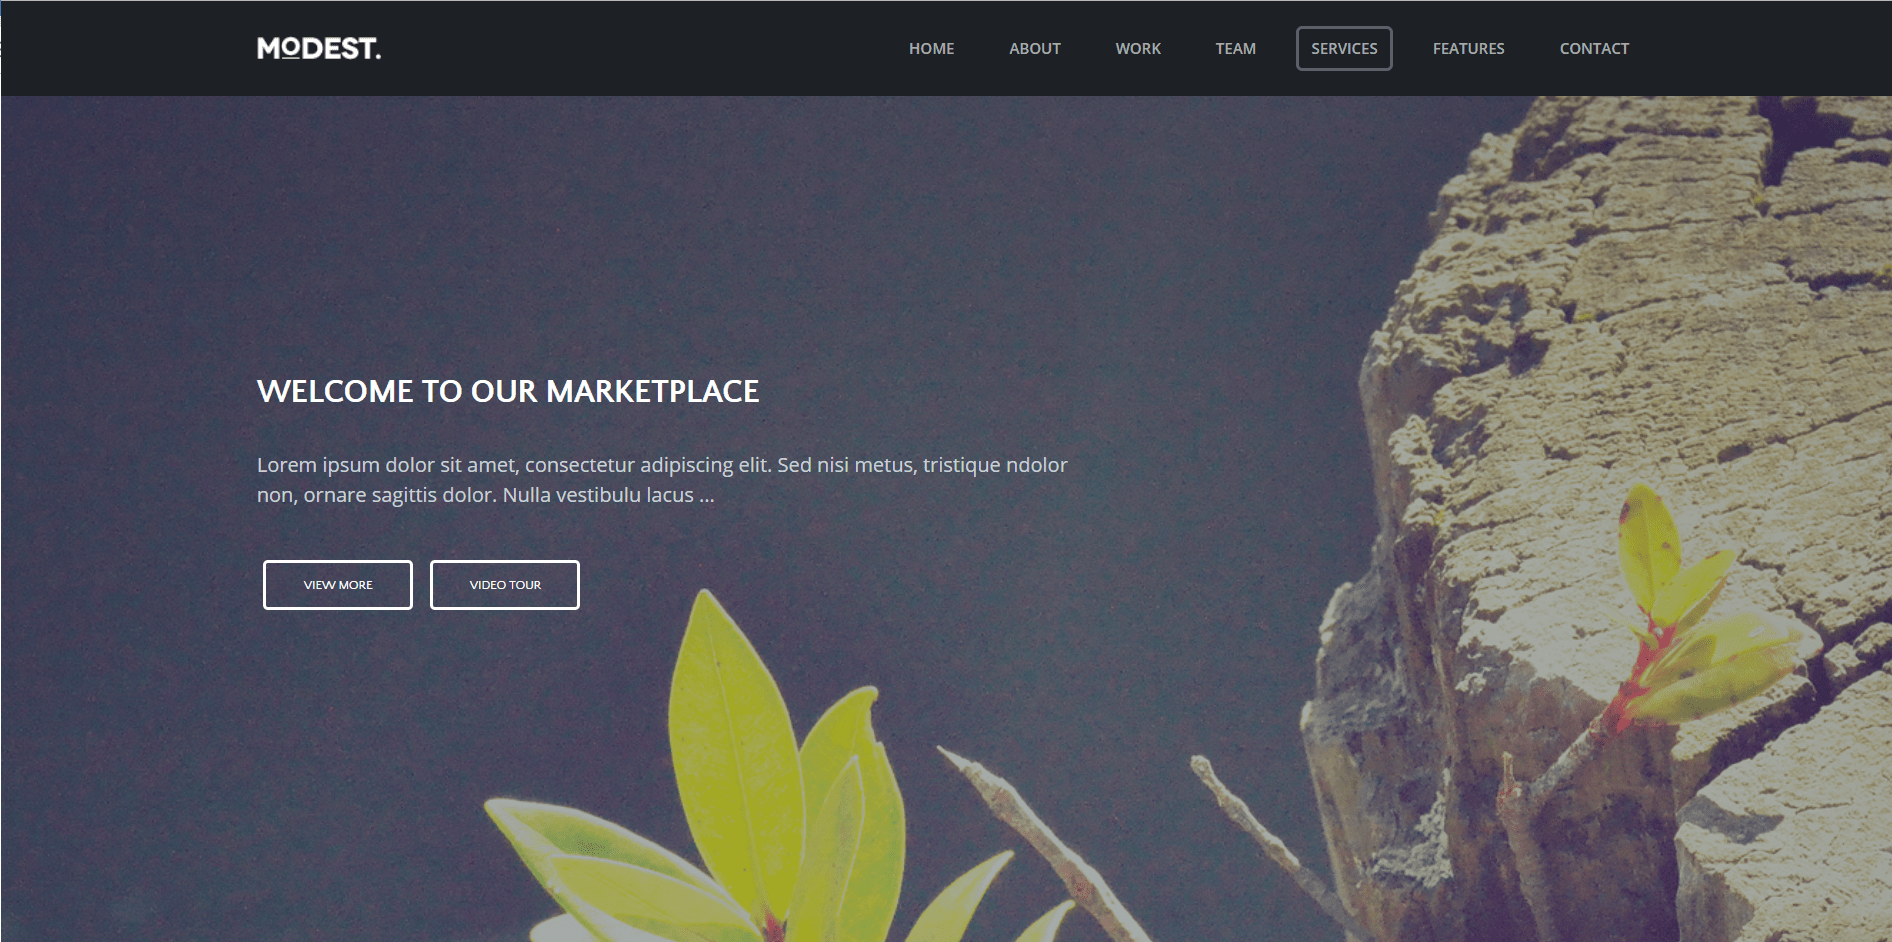 MODEST.
HOME ABOUT WORK TEAM SERVICES FEATURES CONTACT
WELCOME TO OUR MARKETPLACE
Lorem ipsum dolor sit amet, consectetur adipiscing elit. Sed nisi metus, tristique ndolor
non, ornare sagittis dolor. Nulla vestibulu lacus ...
VIEW MORE VIDEO TOUR